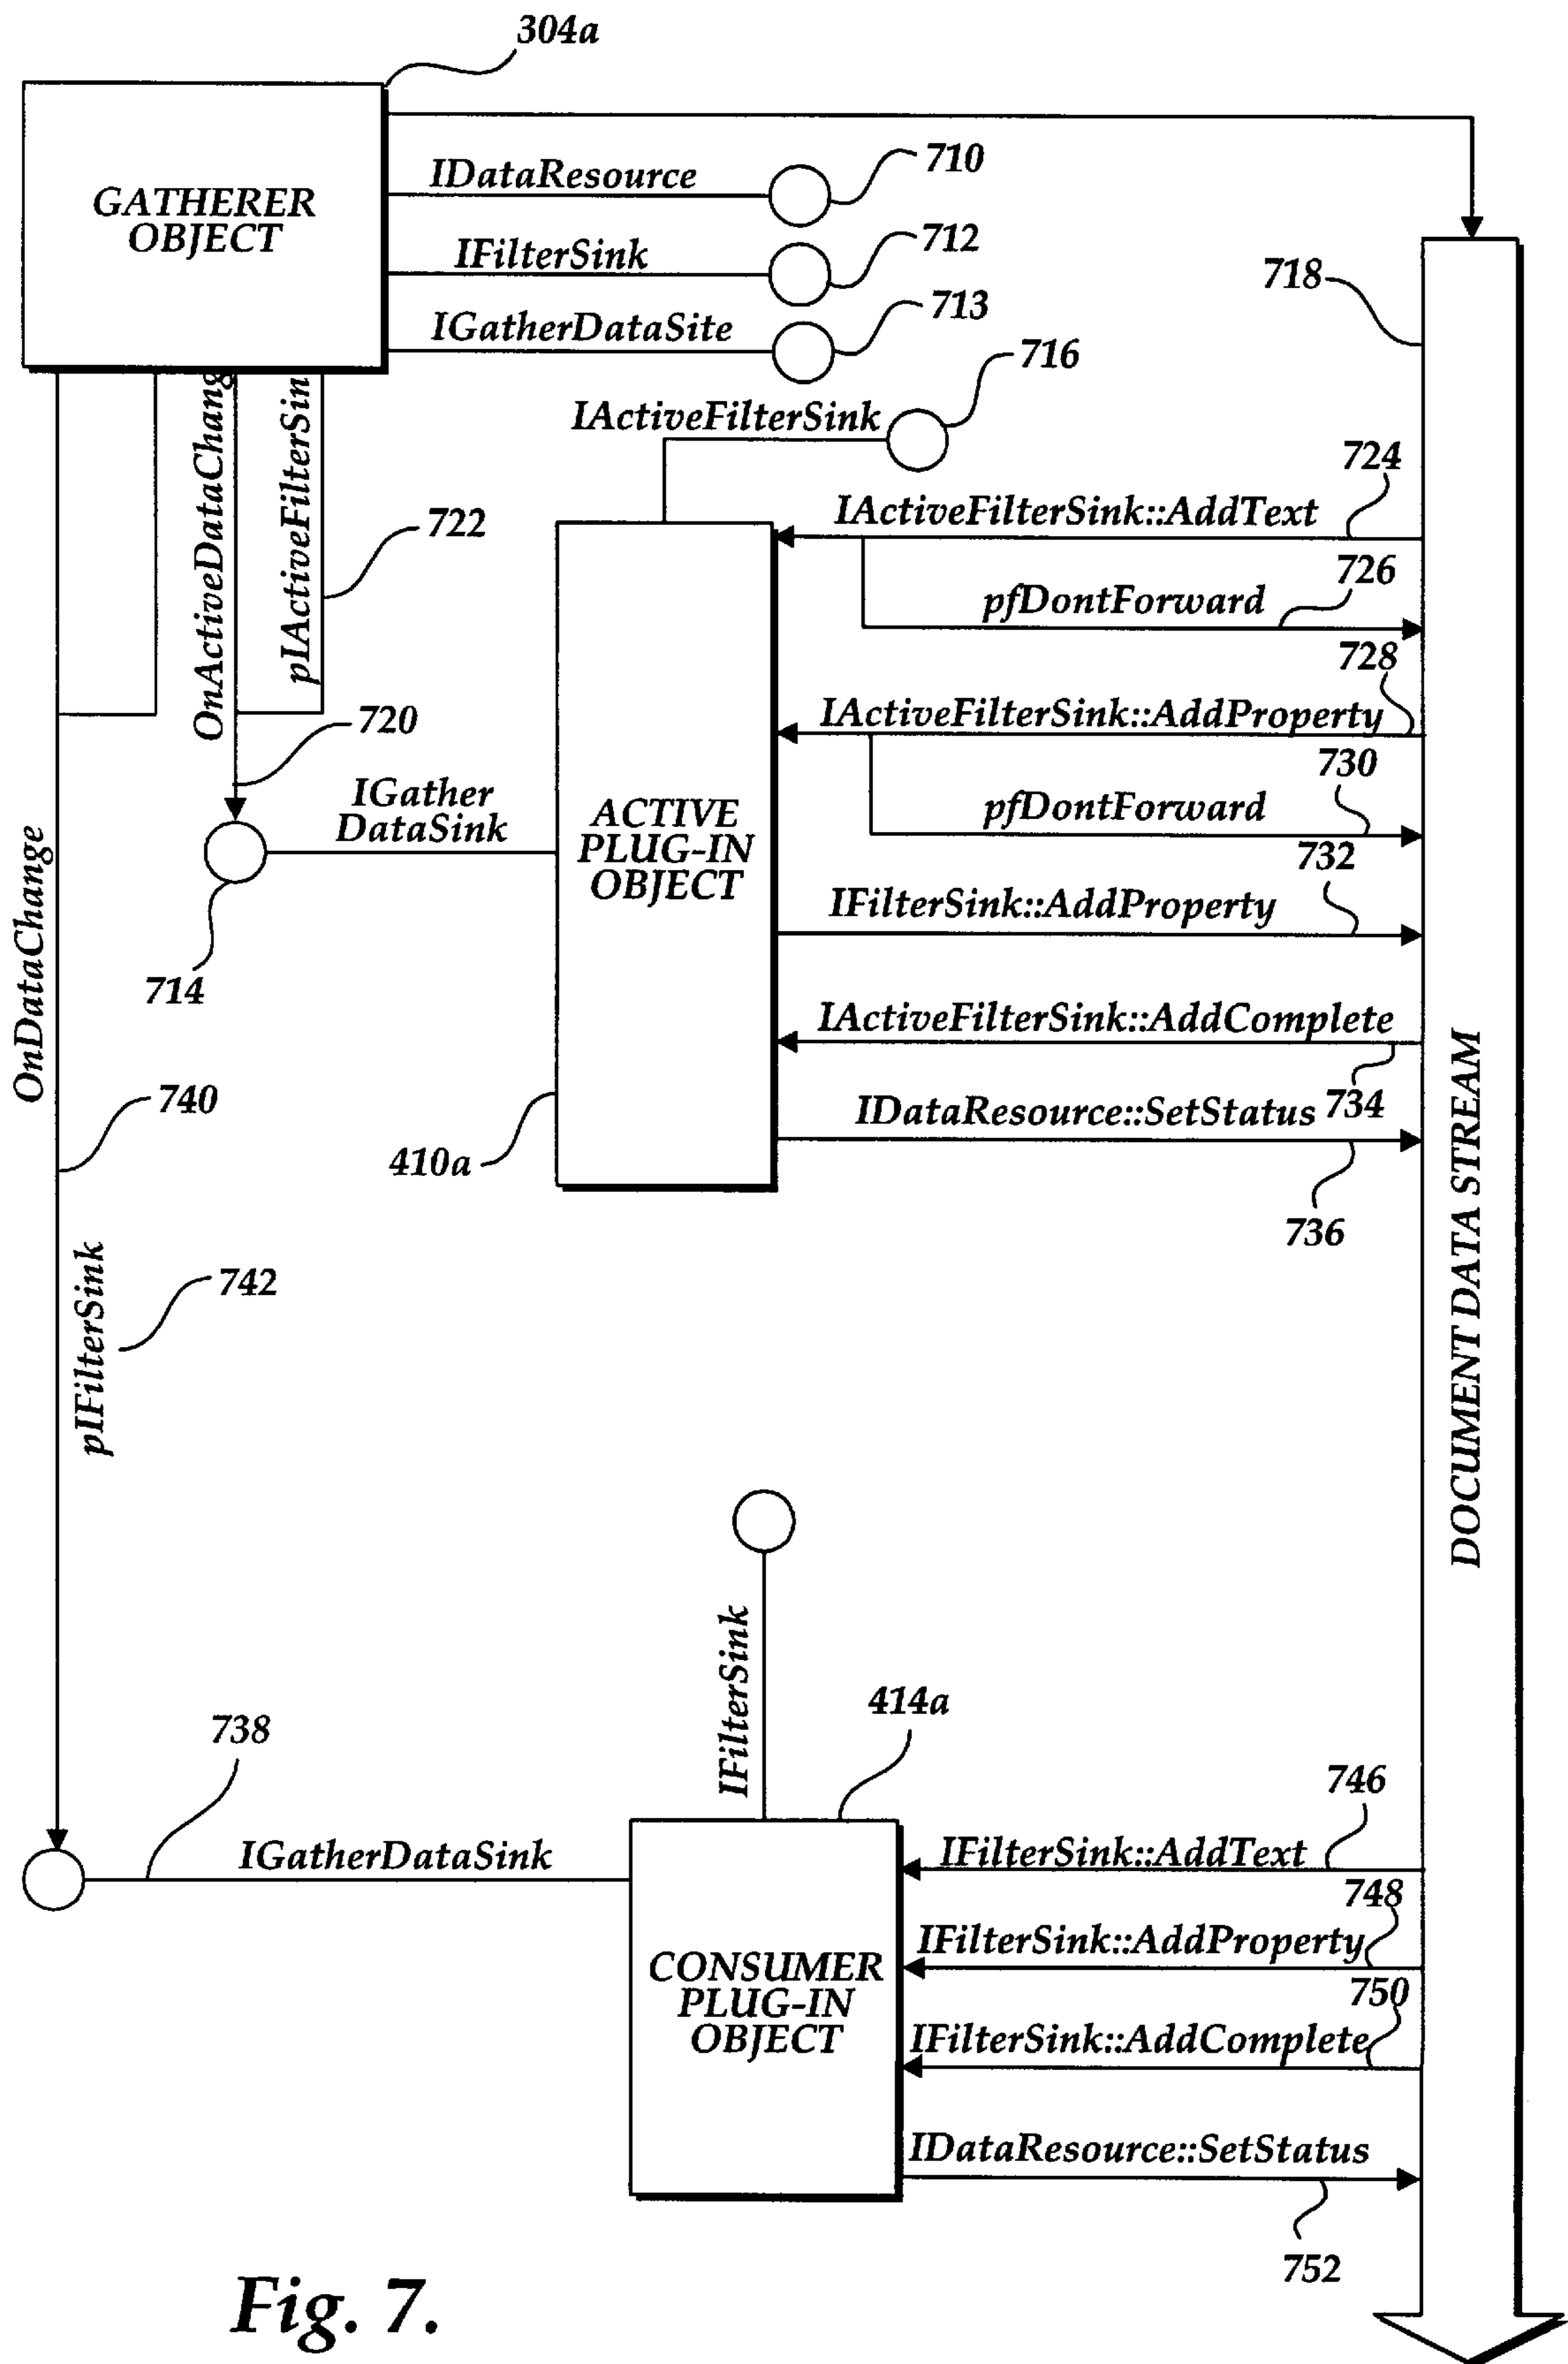 304a
GATHERER
OBJECT
IDataResource
710
IFilterSink
712
IGatherDataSite
713
718
716
IActiveFilterSink
OnActiveDataChang
pIActiveFilterSin
722
724
IActiveFilterSink::AddText
726
pfDontForward
728
IActiveFilterSink::AddProperty
720
730
pfDontForward
IGather
DataSink
ACTIVE
PLUG-IN
OBJECT
732
IFilterSink::AddProperty
714
OnDataChange
IActiveFilterSink::AddComplete
734
740
IDataResource::SetStatus
410a
736
DOCUMENT DATA STREAM
pIFilterSink
742
IFilterSink
414a
738
IGatherDataSink
746
IFilterSink::AddText
748
IFilterSink::AddProperty
CONSUMER
PLUG-IN
OBJECT
750
IFilterSink::AddComplete
IDataResource::SetStatus
752
Fig. 7.